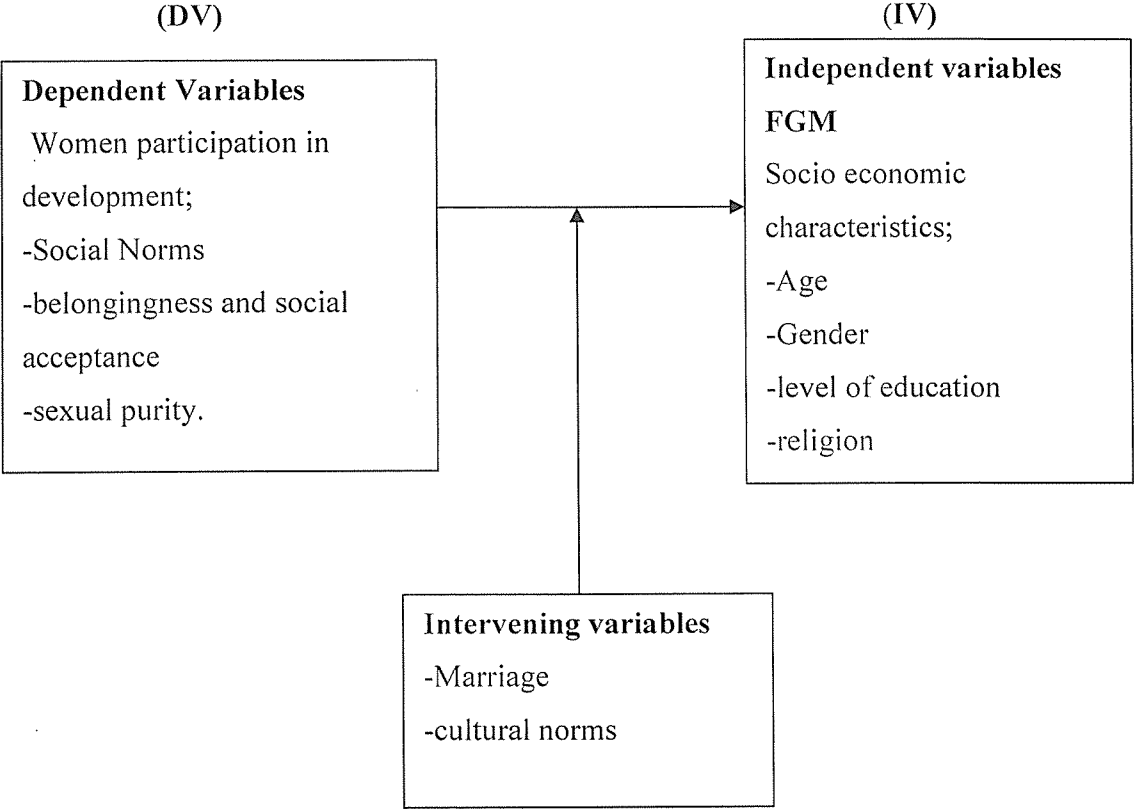 (DV)
(IV)
Dependent Variables
Women participation in
development;
-Social Norms
-belongingness and social
acceptance
-sexual purity.
Independent variables
FGM
Socio economic
characteristics;
-Age
-Gender
-level of education
-religion
Intervening variables
-Marriage
-cultural norms